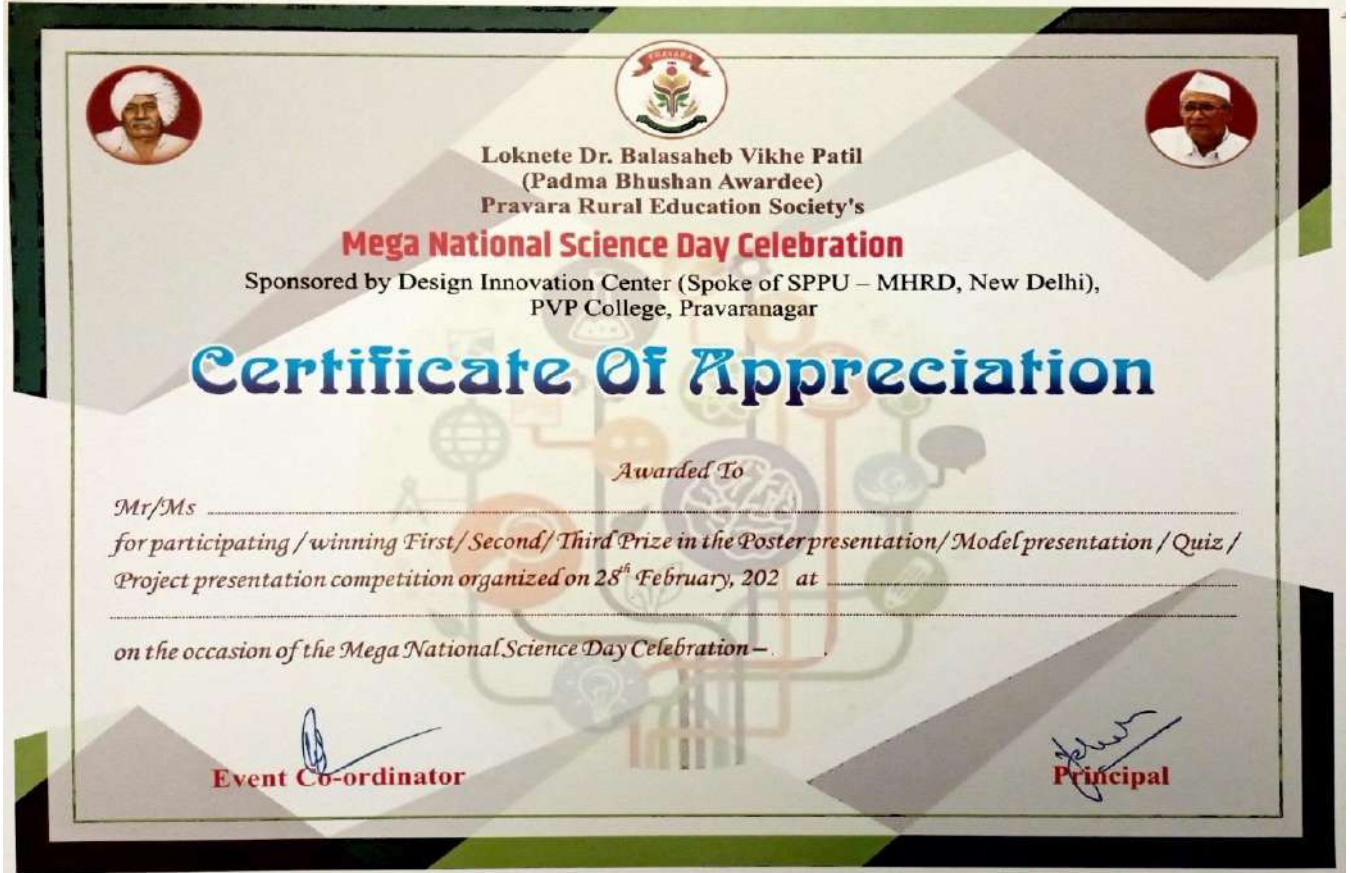 PRAVARA
Loknete Dr. Balasaheb Vikhe Patil
(Padma Bhushan Awardee)
Pravara Rural Education Society's
Mega National Science Day Celebration
Sponsored by Design Innovation Center (Spoke of SPPU – MHRD, New Delhi),
PVP College, Pravaranagar
Certificate Of Appreciation
Awarded To
Mr/Ms
for participating / winning First/ Second/ Third Prize in the Poster presentation/ Model presentation / Quiz /
Project presentation competition organized on 28th February, 202 at
on the occasion of the Mega National Science Day Celebration – .
Event Co-ordinator
Principal